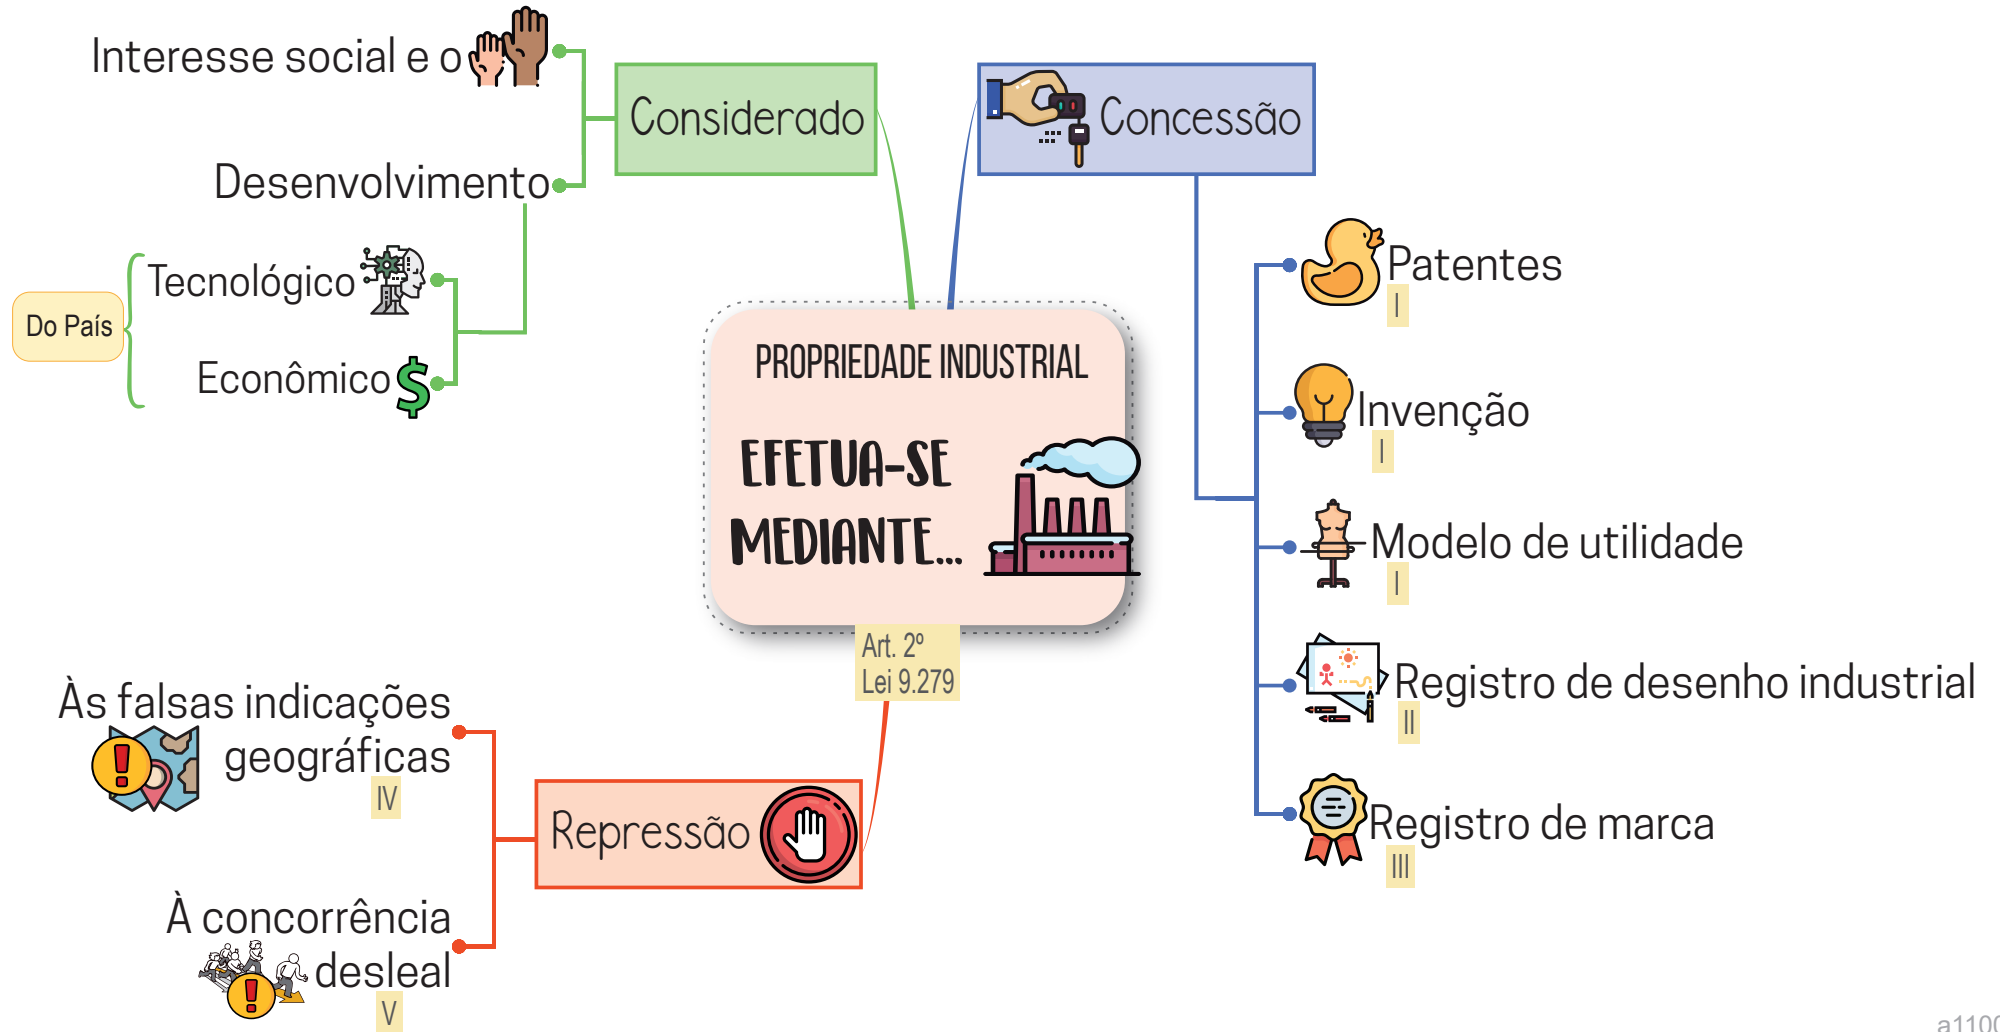 Interesse social e o
Considerado
Desenvolvimento
Tecnológico
Do País
Econômico
Concessão
Patentes
I
Invenção
I
Modelo de utilidade
I
Registro de desenho industrial
II
Registro de marca
III
PROPRIEDADE INDUSTRIAL
EFETUA-SE
MEDIANTE...
Art. 2º
Lei 9.279
Às falsas indicações
geográficas
IV
Repressão
À concorrência
desleal
V